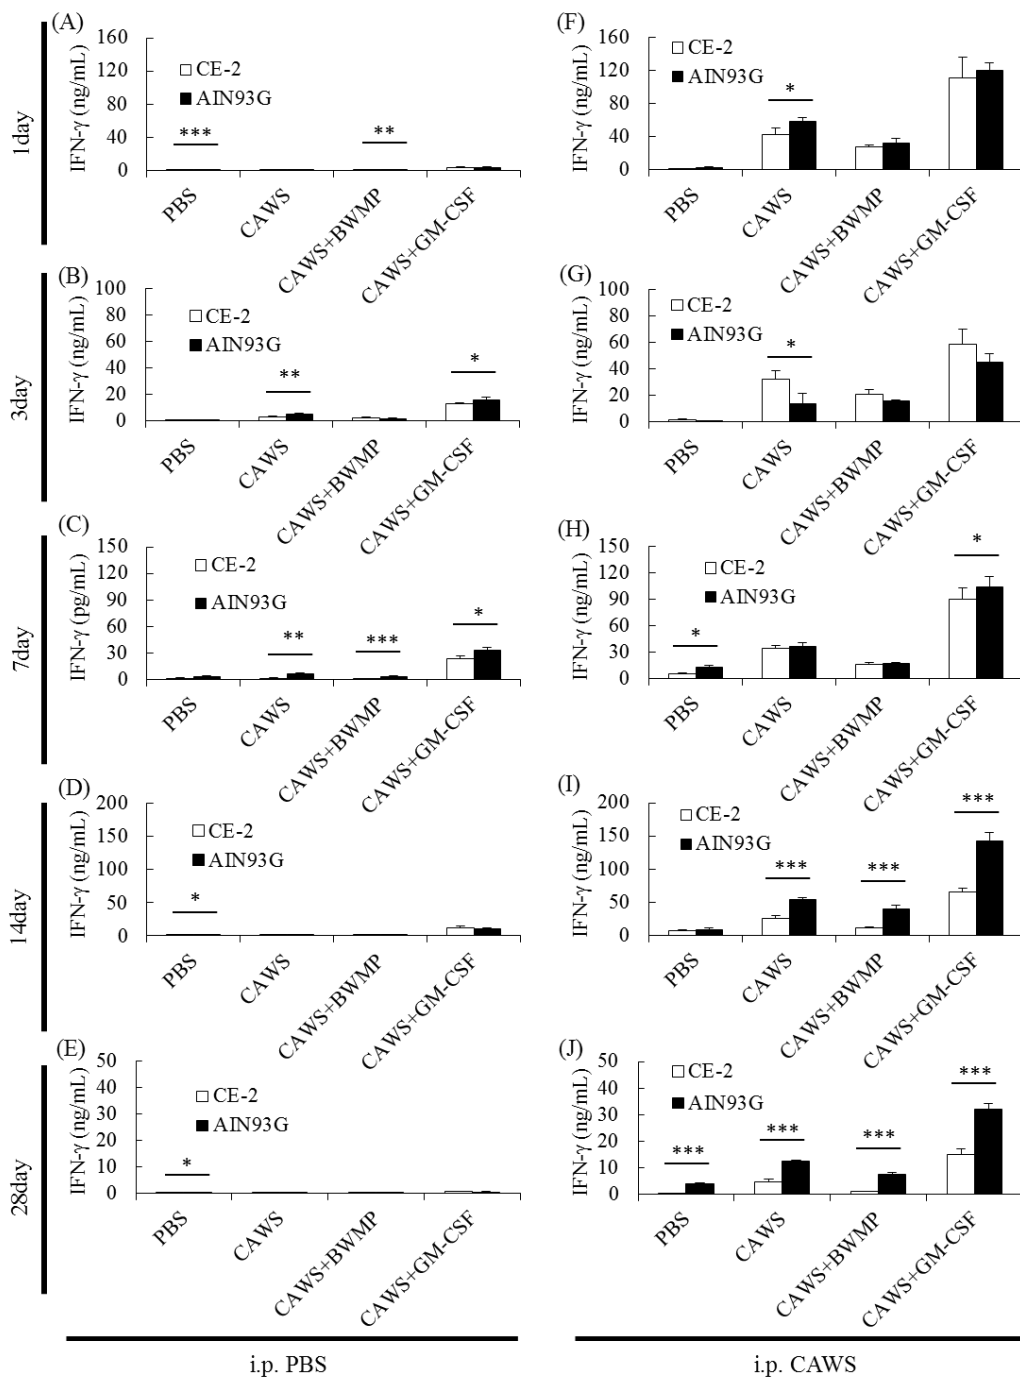 (A)
IFN-γ (ng/mL)
160
120
80
40
0
CE-2
AIN93G
***
**
PBS
CAWS
CAWS+BWMP
CAWS+GM-CSF
1day
(F)
IFN-γ (ng/mL)
160
120
80
40
0
CE-2
AIN93G
*
PBS
CAWS
CAWS+BWMP
CAWS+GM-CSF
(B)
IFN-γ (ng/mL)
100
80
60
40
20
0
CE-2
AIN93G
**
*
PBS
CAWS
CAWS+BWMP
CAWS+GM-CSF
3day
(G)
IFN-γ (ng/mL)
100
80
60
40
20
0
CE-2
AIN93G
*
PBS
CAWS
CAWS+BWMP
CAWS+GM-CSF
(C)
IFN-γ (pg/mL)
150
120
90
60
30
0
CE-2
AIN93G
**
***
*
PBS
CAWS
CAWS+BWMP
CAWS+GM-CSF
7day
(H)
IFN-γ (ng/mL)
150
120
90
60
30
0
CE-2
AIN93G
*
*
PBS
CAWS
CAWS+BWMP
CAWS+GM-CSF
(D)
IFN-γ (ng/mL)
200
150
100
50
0
CE-2
AIN93G
*
PBS
CAWS
CAWS+BWMP
CAWS+GM-CSF
14day
(I)
IFN-γ (ng/mL)
200
150
100
50
0
CE-2
AIN93G
***
***
***
PBS
CAWS
CAWS+BWMP
CAWS+GM-CSF
(E)
IFN-γ (ng/mL)
50
40
30
20
10
0
CE-2
AIN93G
*
PBS
CAWS
CAWS+BWMP
CAWS+GM-CSF
28day
(J)
IFN-γ (ng/mL)
50
40
30
20
10
0
CE-2
AIN93G
***
***
***
***
PBS
CAWS
CAWS+BWMP
CAWS+GM-CSF
i.p. PBS
i.p. CAWS